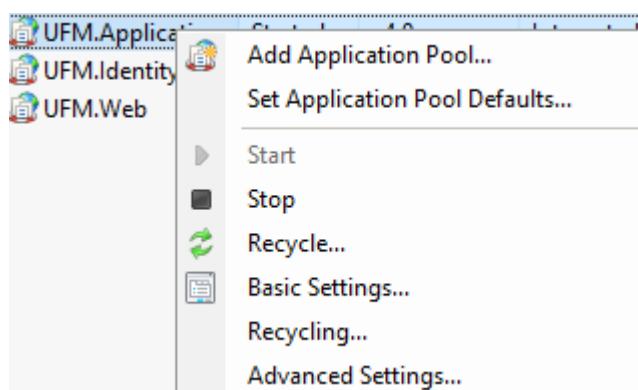 UFM.Applica
UFM.Identity
UFM.Web
Add Application Pool...
Set Application Pool Defaults...
Start
Stop
Recycle...
Basic Settings...
Recycling...
Advanced Settings...